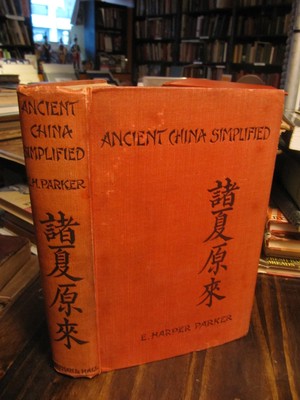 ANCIENT
CHINA
SIMPLIFIED
E. H. PARKER
諸夏原來
ANCIENT CHINA SIMPLIFIED
諸夏原來
E. HARPER PARKER